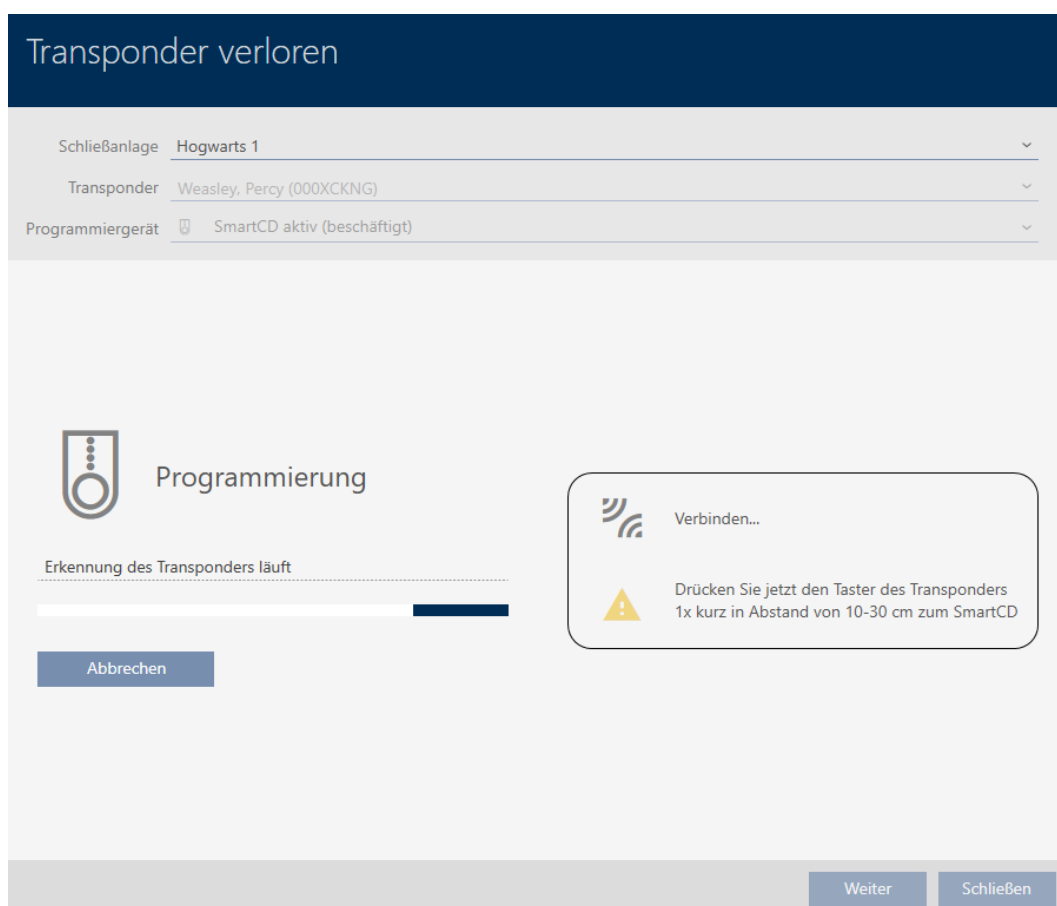 Transponder verloren
Schließanlage Hogwarts 1
Transponder Weasley, Percy (000XCKNG)
Programmiergerät SmartCD aktiv (beschäftigt)
Programmierung
Erkennung des Transponders läuft
Abbrechen
Verbinden...
Drücken Sie jetzt den Taster des Transponders
1x kurz in Abstand von 10-30 cm zum SmartCD
Weiter Schließen